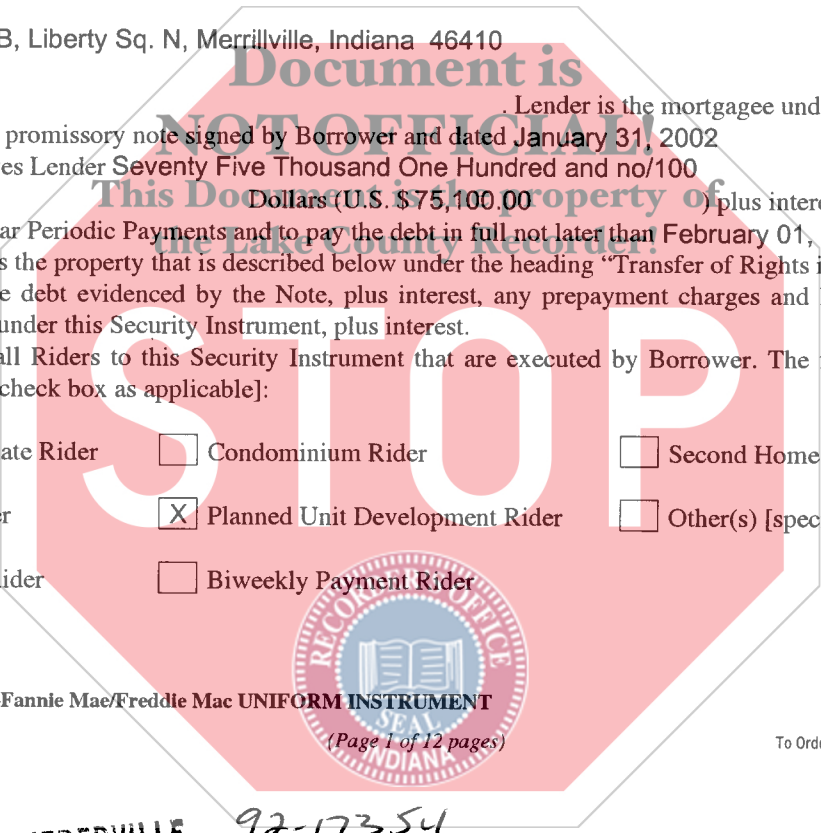 B, Liberty Sq. N, Merrillville, Indiana 46410
Document is
. Lender is the mortgagee und
NOT OFFICIAL!
promissory note signed by Borrower and dated January 31, 2002
es Lender Seventy Five Thousand One Hundred and no/100
This Document is the property of
Dollars (U.S. $75,100.00 ) plus intere
the Lake County Recorder!
ar Periodic Payments and to pay the debt in full not later than February 01,
s the property that is described below under the heading “Transfer of Rights i
e debt evidenced by the Note, plus interest, any prepayment charges and
under this Security Instrument, plus interest.
all Riders to this Security Instrument that are executed by Borrower. The
check box as applicable]:
STOP
ate Rider Condominium Rider Second Home
er X Planned Unit Development Rider Other(s) [spec
Rider Biweekly Payment Rider
RECORDER'S OFFICE
SEAL
INDIANA
Fannie Mae/Freddie Mac UNIFORM INSTRUMENT
(Page 1 of 12 pages)
To Orde
92-17354